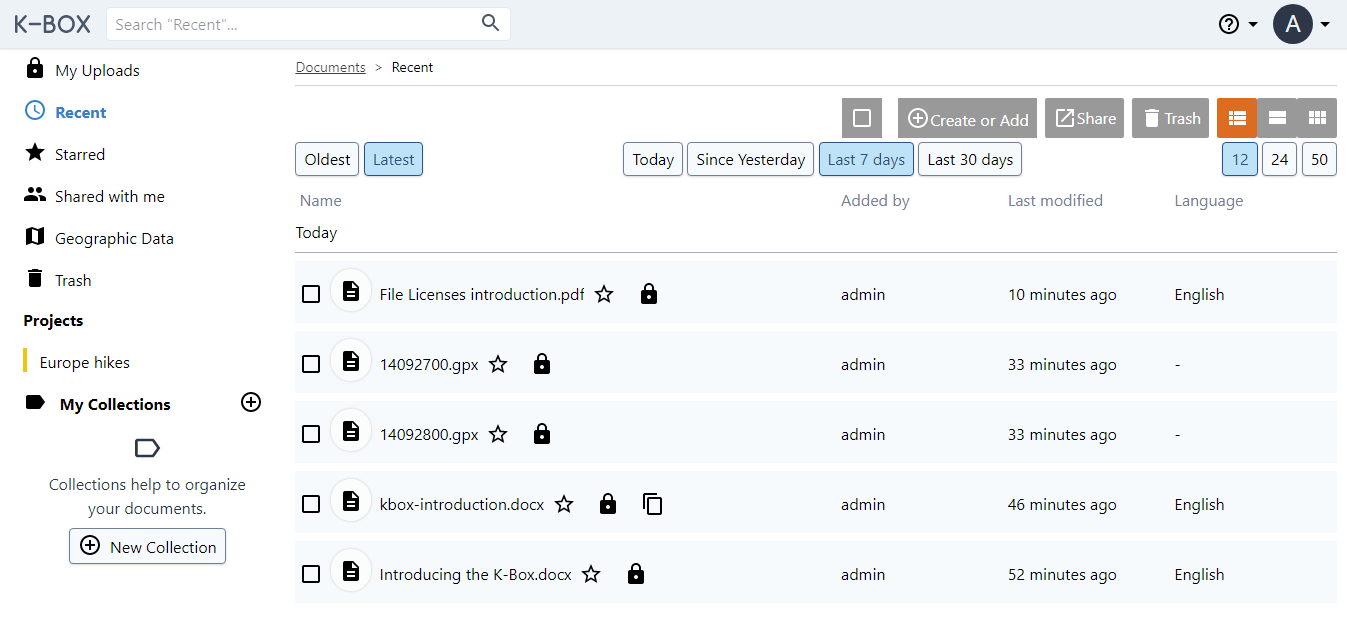 K-BOX
Search "Recent"...
A
My Uploads
Recent
Starred
Shared with me
Geographic Data
Trash
Projects
Europe hikes
My Collections
Collections help to organize
your documents.
New Collection
Documents > Recent
Create or Add Share Trash
Oldest Latest Today Since Yesterday Last 7 days Last 30 days 12 24 50
Name Added by Last modified Language
Today
File Licenses introduction.pdf admin 10 minutes ago English
14092700.gpx admin 33 minutes ago -
14092800.gpx admin 33 minutes ago -
kbox-introduction.docx admin 46 minutes ago English
Introducing the K-Box.docx admin 52 minutes ago English